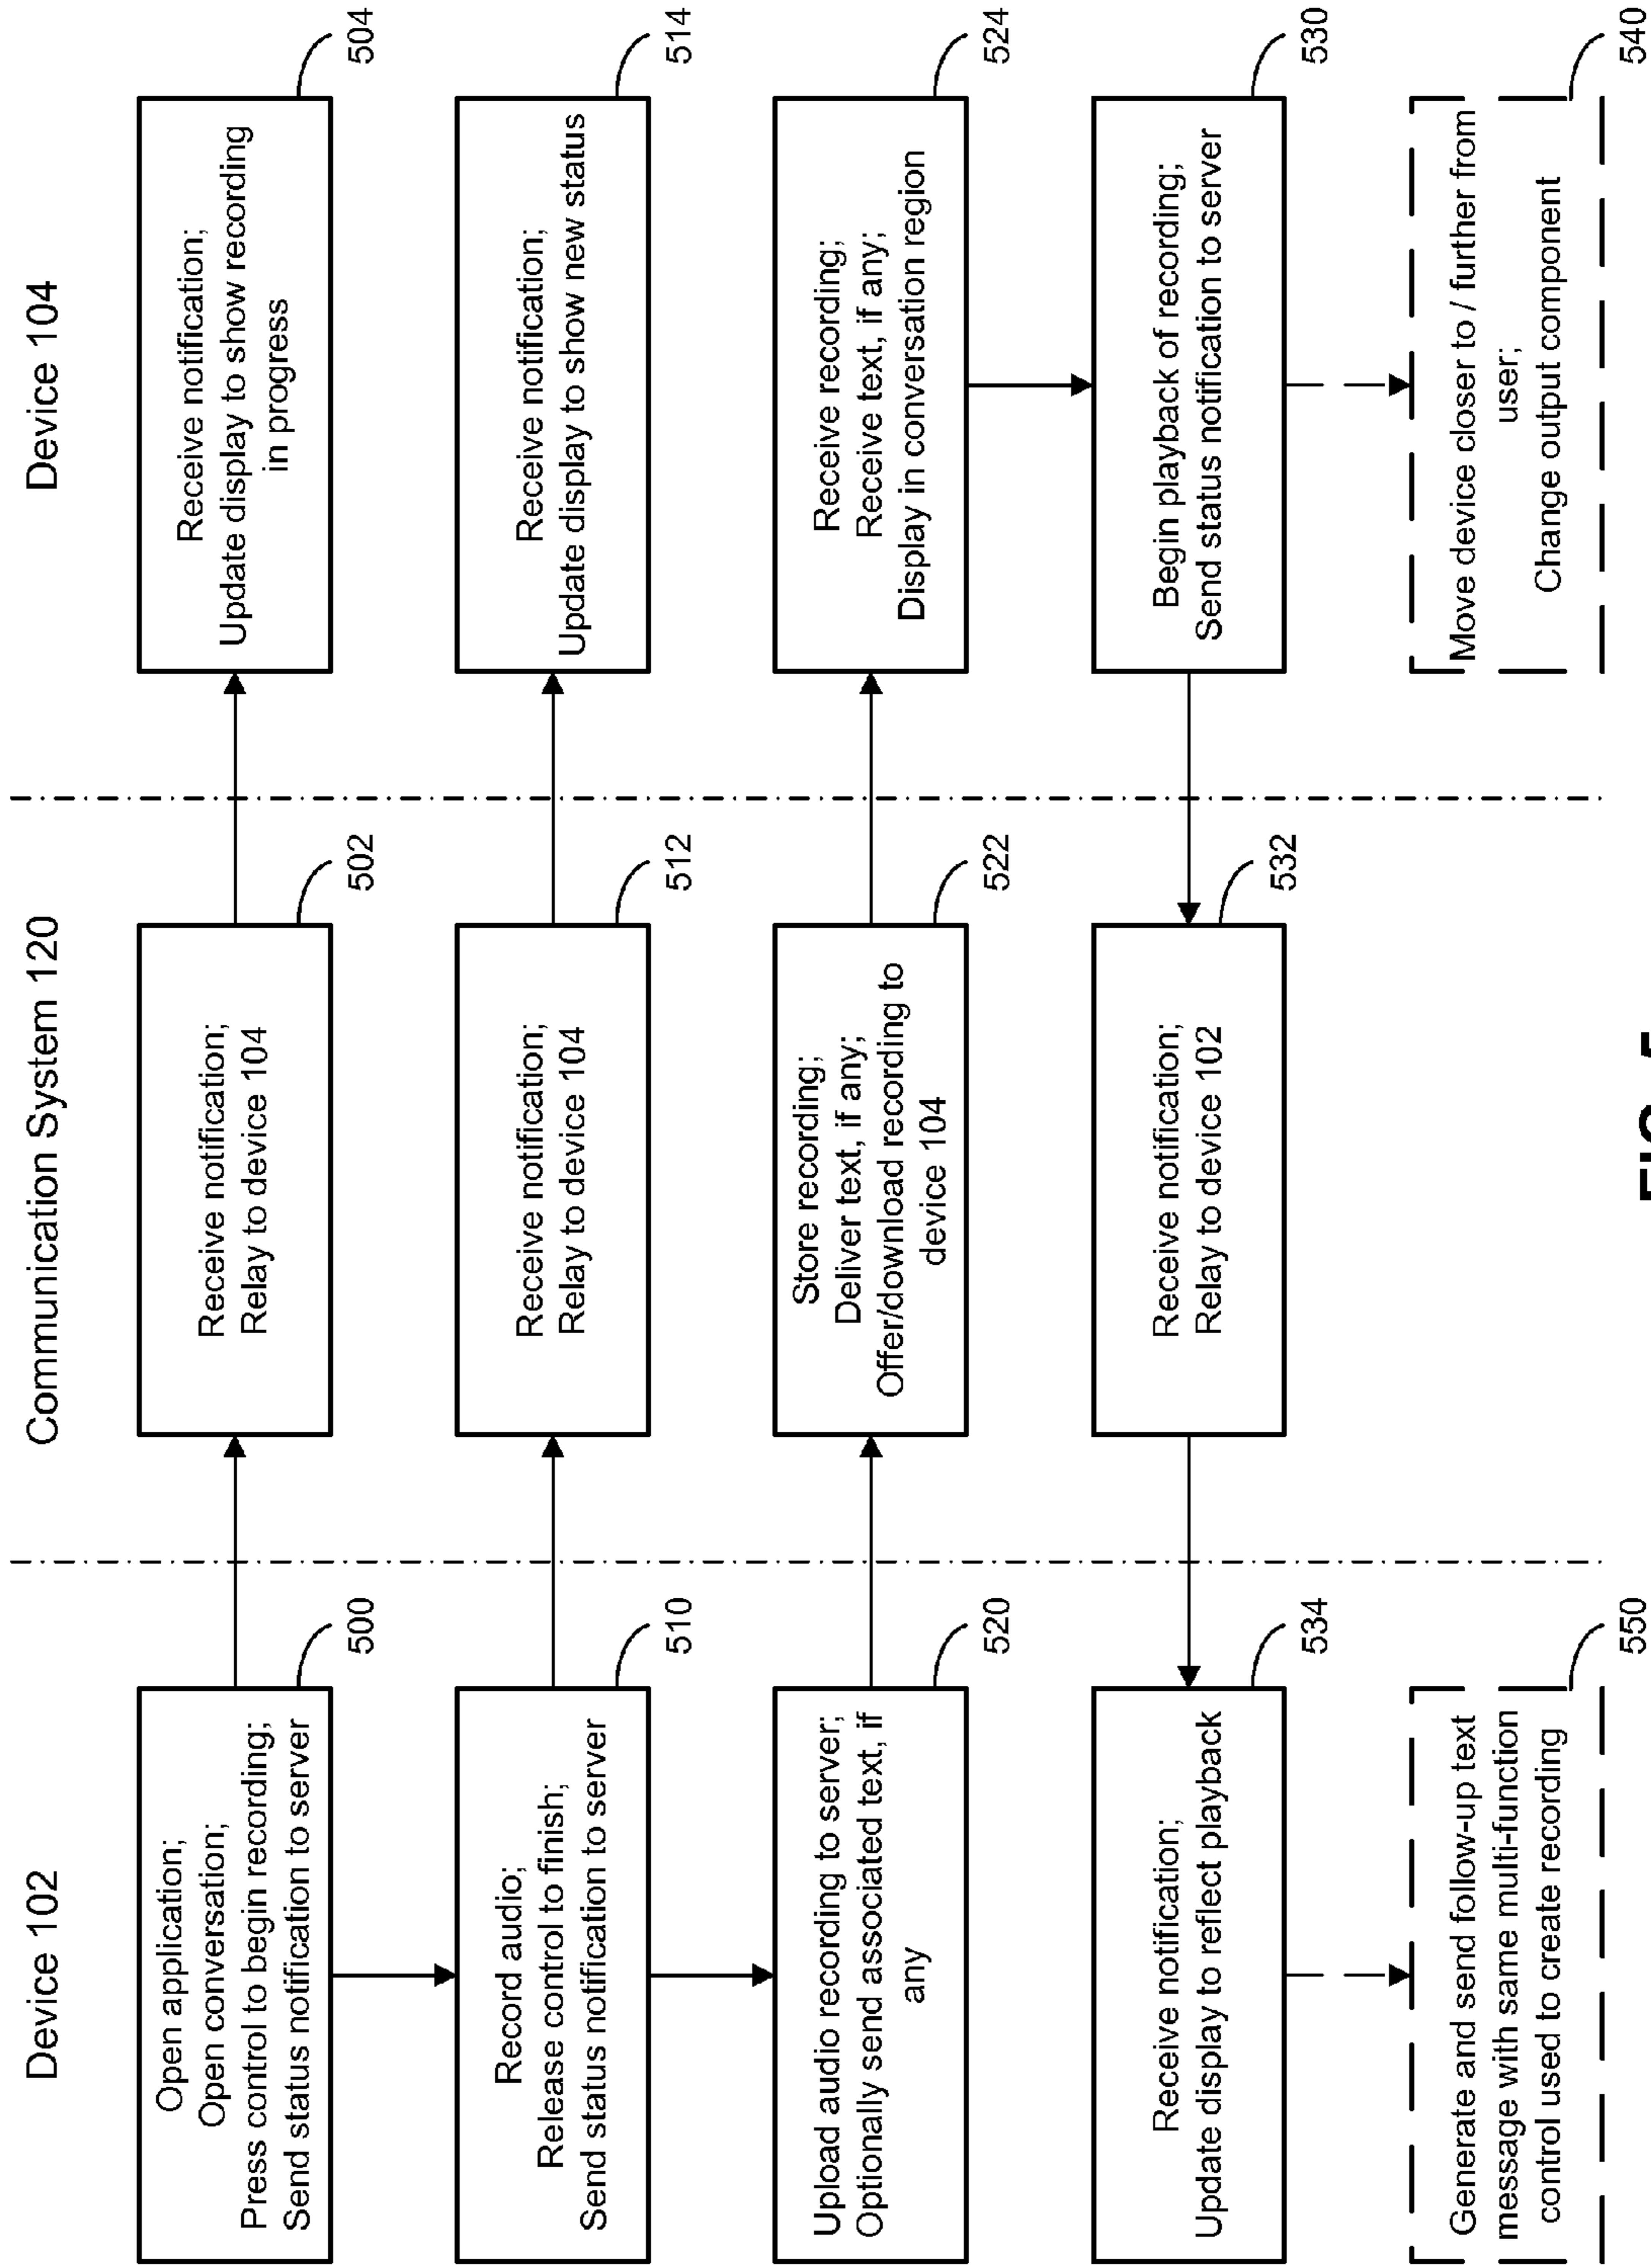 Device 102
Communication System 120
Device 104
Open application;
Open conversation;
Press control to begin recording;
Send status notification to server
500
Receive notification;
Relay to device 104
502
Receive notification;
Update display to show recording
in progress
504
Record audio;
Release control to finish;
Send status notification to server
510
Receive notification;
Relay to device 104
512
Receive notification;
Update display to show new status
514
Upload audio recording to server;
Optionally send associated text, if
any
520
Store recording;
Deliver text, if any;
Offer/download recording to
device 104
522
Receive recording;
Receive text, if any;
Display in conversation region
524
Receive notification;
Update display to reflect playback
534
Receive notification;
Relay to device 102
532
Begin playback of recording;
Send status notification to server
530
Generate and send follow-up text
message with same multi-function
control used to create recording
550
Move device closer to / further from
user;
Change output component
540
FIG. 5